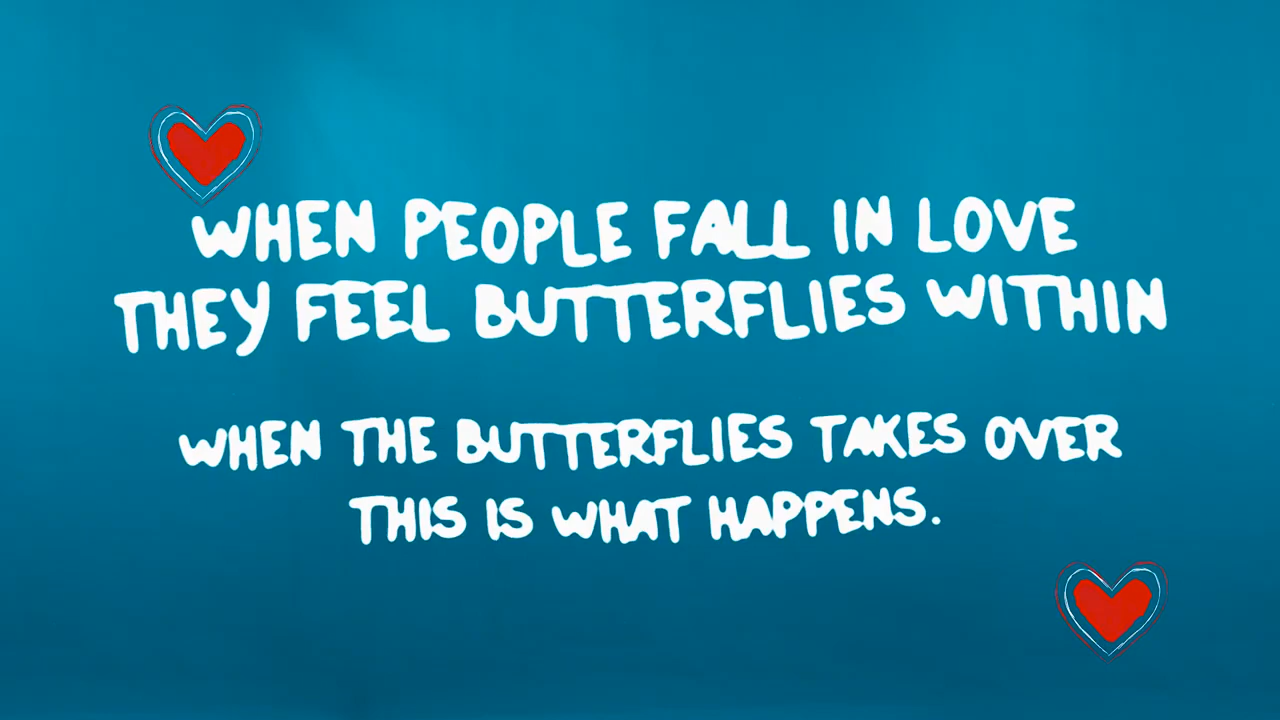 WHEN PEOPLE FALL IN LOVE
THEY FEEL BUTTERFLIES WITHIN
WHEN THE BUTTERFLIES TAKES OVER
THIS IS WHAT HAPPENS.